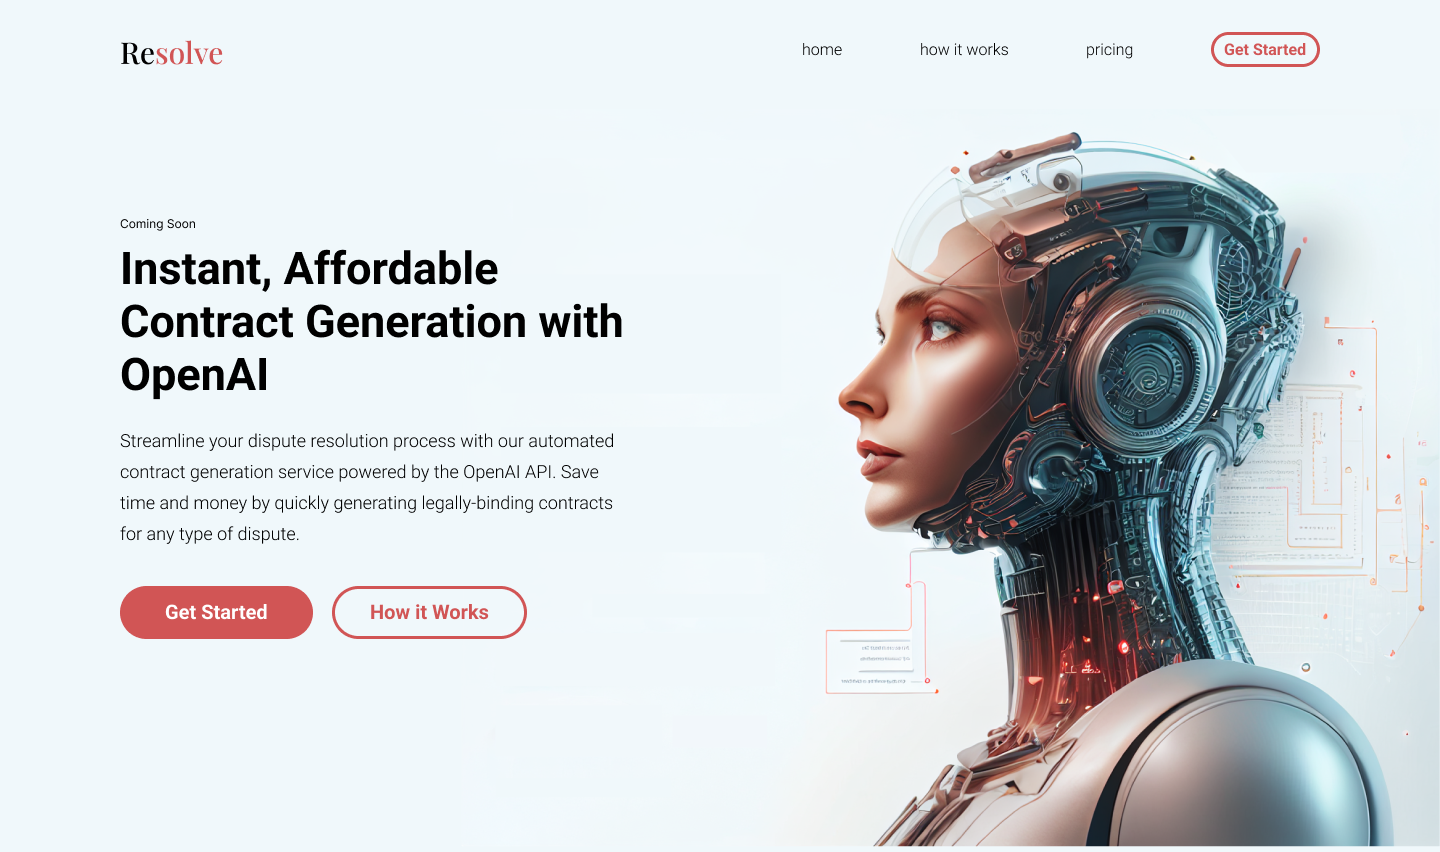 Resolve
home
how it works
pricing
Get Started
Coming Soon
Instant, Affordable
Contract Generation with
OpenAI
Streamline your dispute resolution process with our automated
contract generation service powered by the OpenAI API. Save
time and money by quickly generating legally-binding contracts
for any type of dispute.
Get Started
How it Works